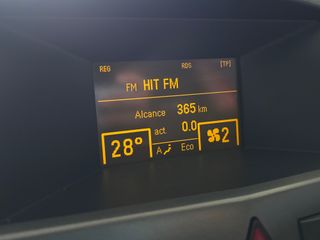 REG RDS [TP]
FM HIT FM
Alcance 365 km
act 0.0
28° A Eco 2